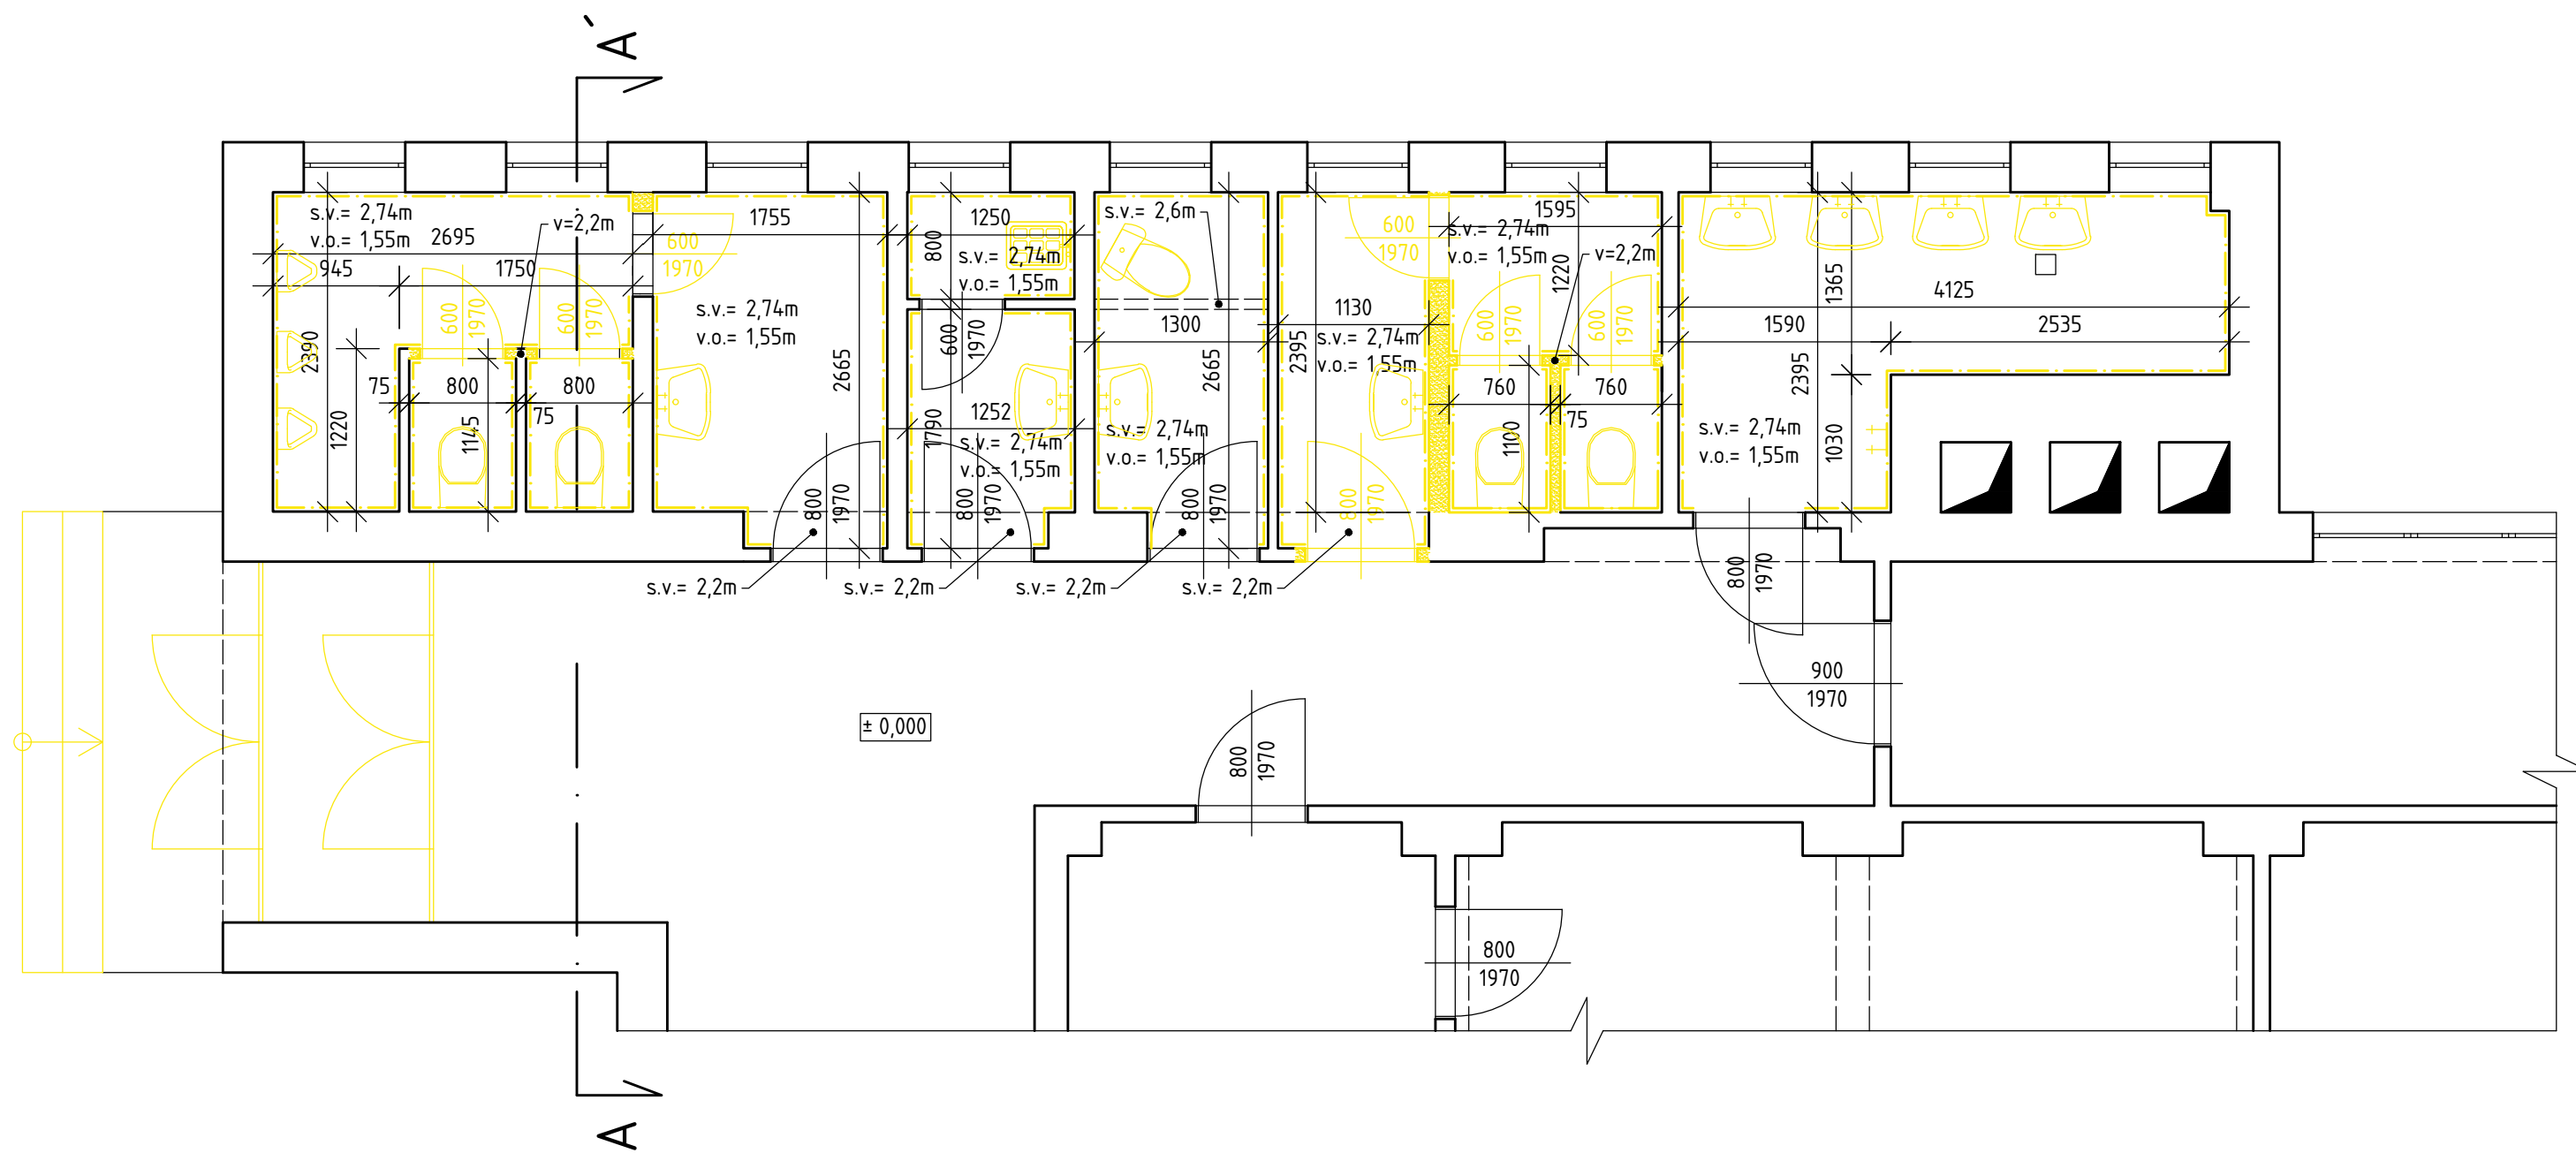 A´
s.v.= 2,74m
v.o.= 1,55m
2695
v=2,2m
945
1750
2390
1220
75
800
1145
75
800
600
1970
600
1970
600
1970
1755
s.v.= 2,74m
v.o.= 1,55m
2665
800
1970
s.v.= 2,2m
1250
800
s.v.= 2,74m
v.o.= 1,55m
600
1970
1252
1790
s.v.= 2,74m
v.o.= 1,55m
800
1970
s.v.= 2,2m
s.v.= 2,6m
1300
2665
s.v.= 2,74m
v.o.= 1,55m
800
1970
s.v.= 2,2m
600
1970
1130
2395
s.v.= 2,74m
v.o.= 1,55m
800
1970
s.v.= 2,2m
1595
s.v.= 2,74m
v.o.= 1,55m
v=2,2m
1220
600
1970
600
1970
760
75
760
1100
1365
4125
1590
2535
2395
1030
s.v.= 2,74m
v.o.= 1,55m
800
1970
900
1970
± 0,000
800
1970
800
1970
A